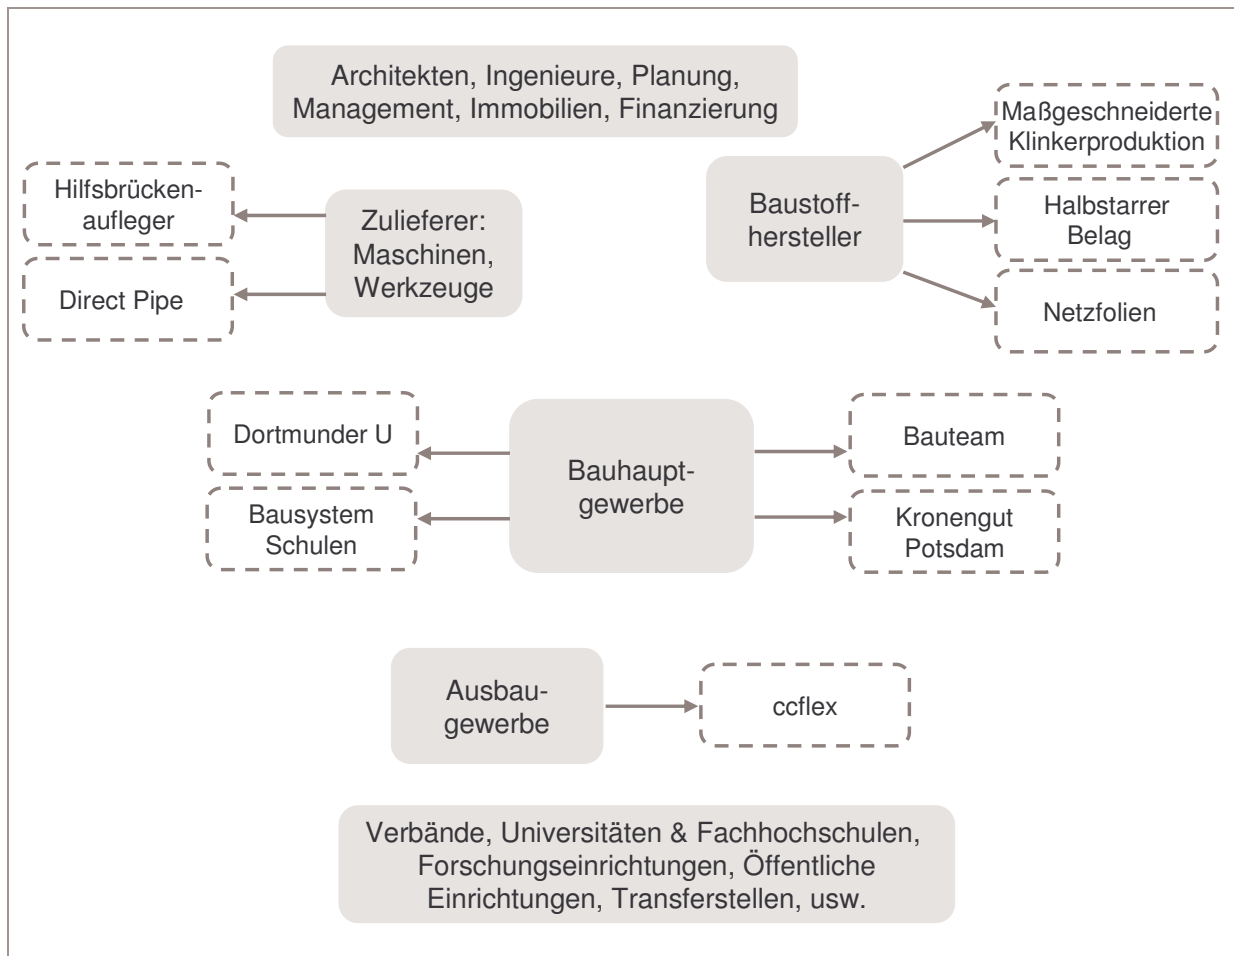 Architekten, Ingenieure, Planung,
Management, Immobilien, Finanzierung
Hilfsbrücken-
aufleger
Direct Pipe
Zulieferer:
Maschinen,
Werkzeuge
Baustoff-
hersteller
Maßgeschneiderte
Klinkerproduktion
Halbstarrer
Belag
Netzfolien
Dortmunder U
Bausystem
Schulen
Bauhaupt-
gewerbe
Bauteam
Kronengut
Potsdam
Ausbau-
gewerbe
ccflex
Verbände, Universitäten & Fachhochschulen,
Forschungseinrichtungen, Öffentliche
Einrichtungen, Transferstellen, usw.